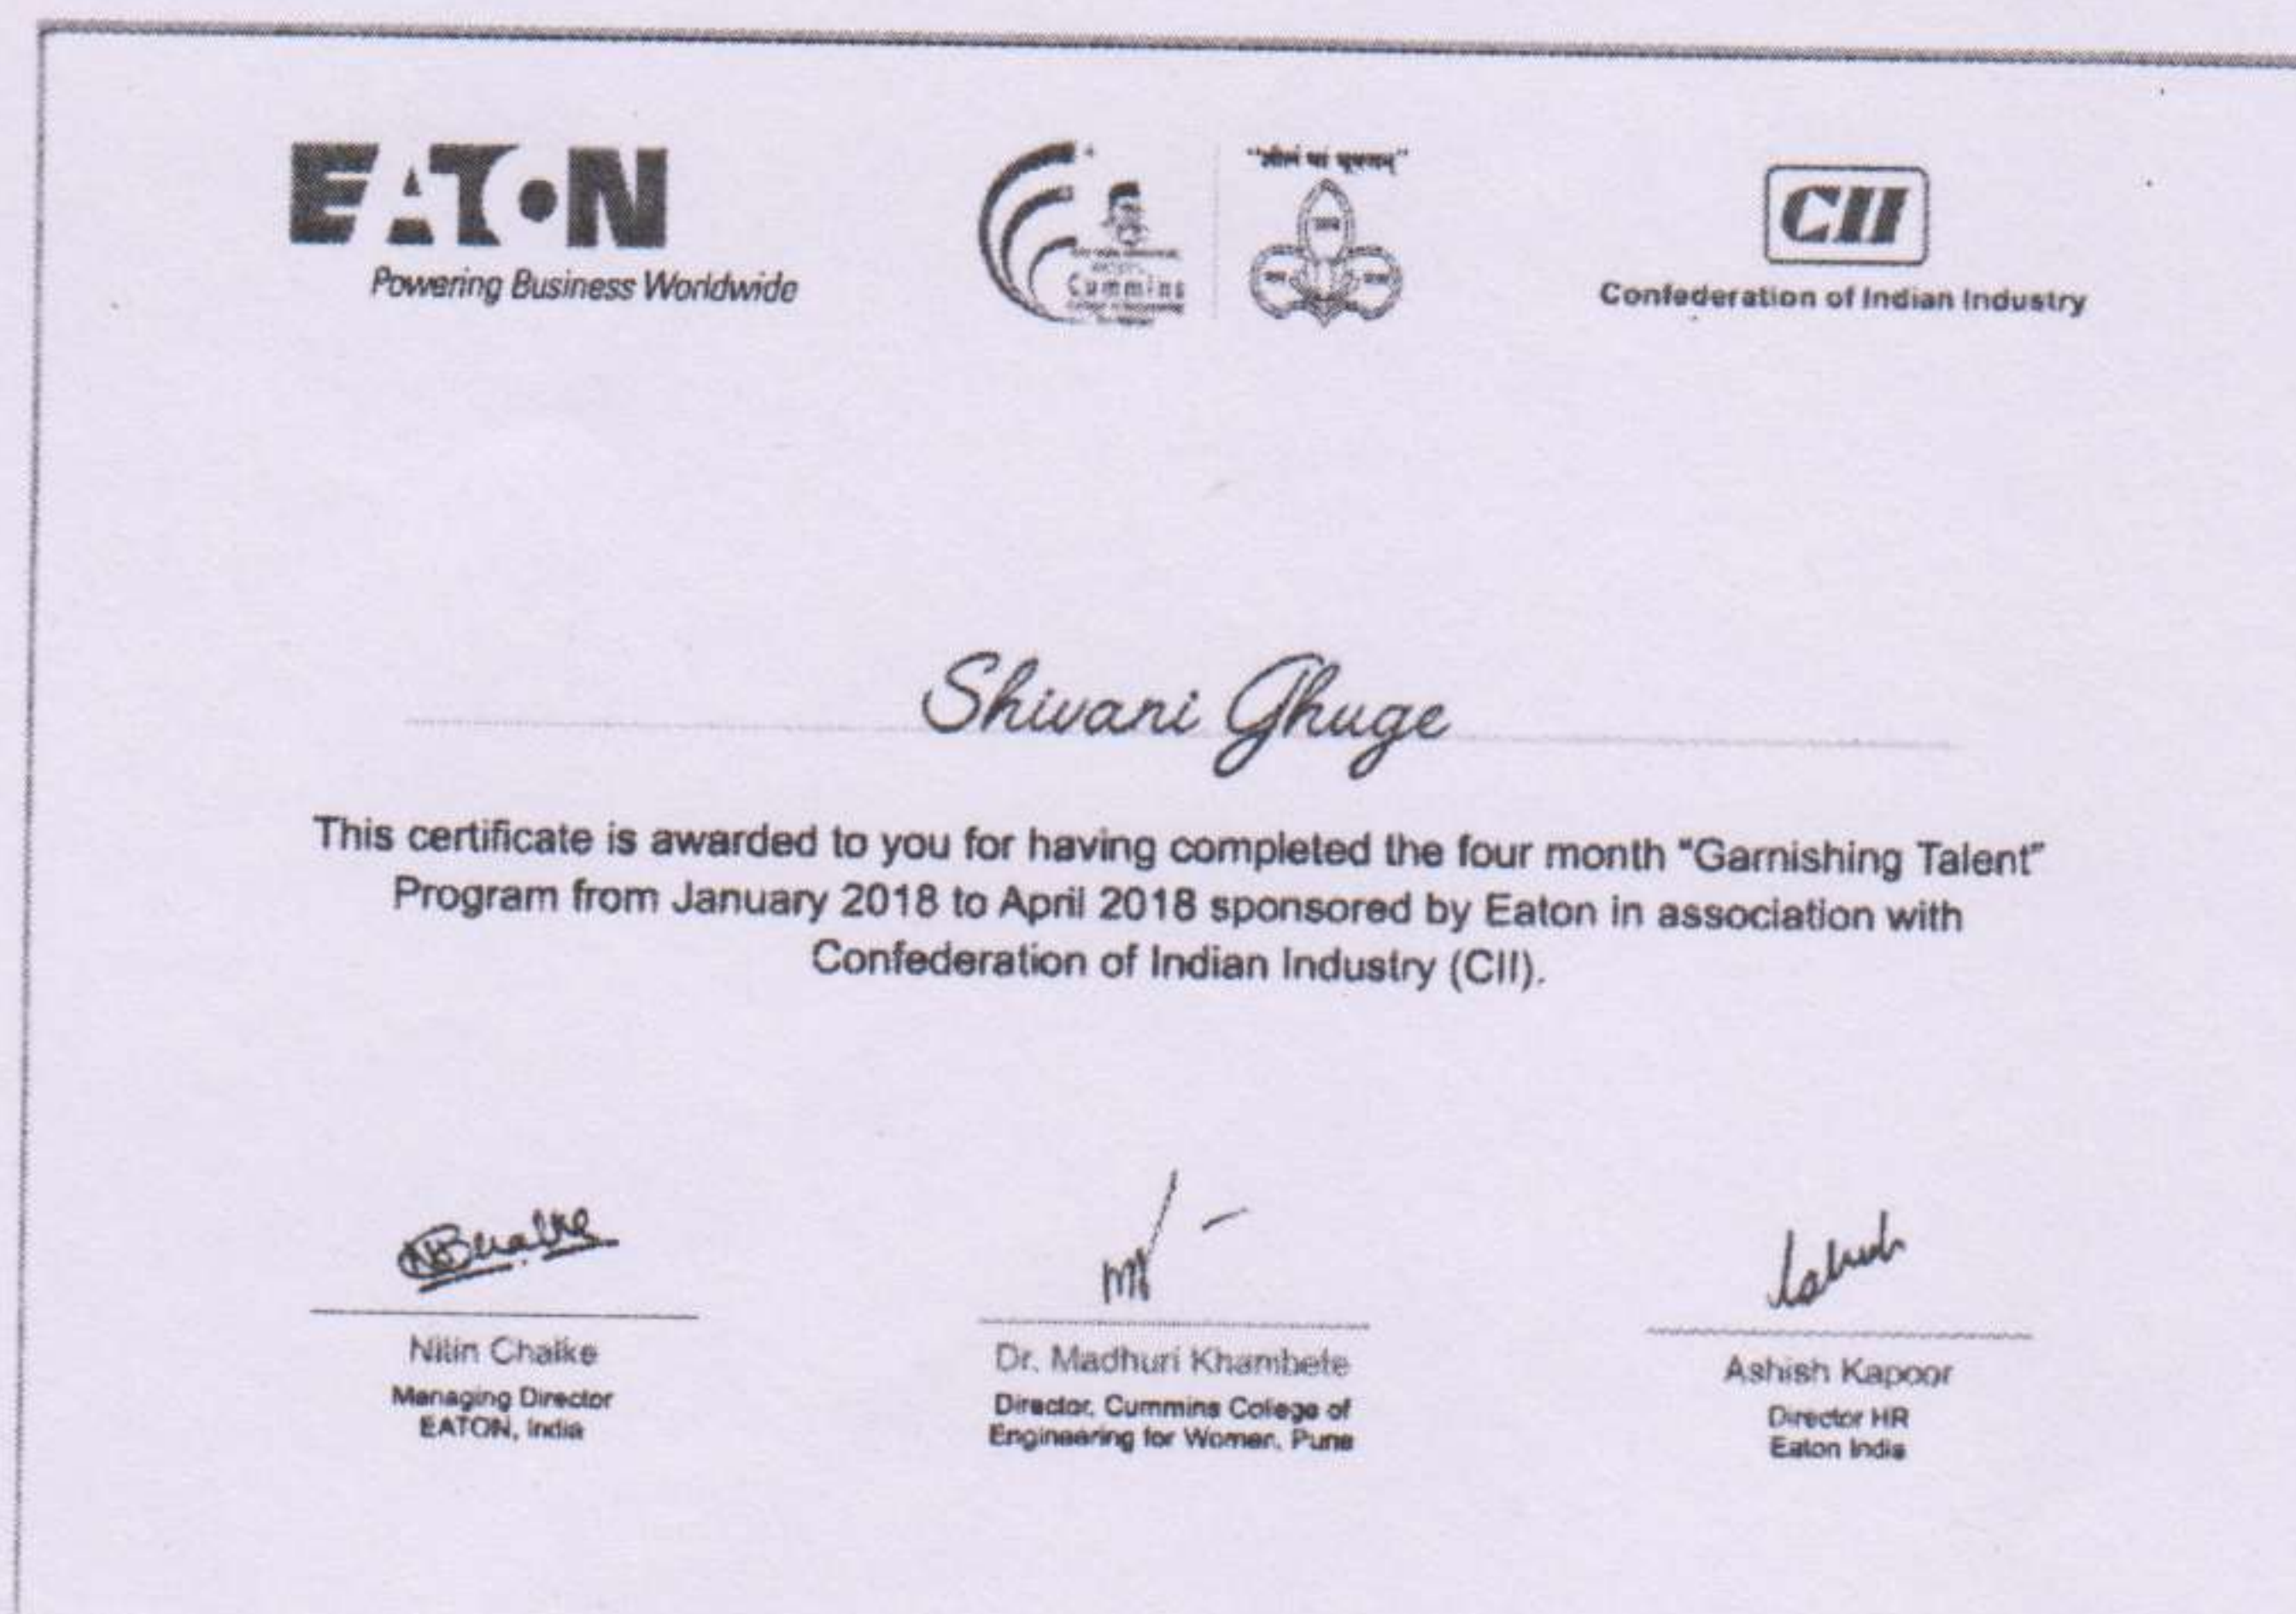 EATON
Powering Business Worldwide
Cummins
CII
Confederation of Indian Industry
Shivani Ghuge
This certificate is awarded to you for having completed the four month "Garnishing Talent"
Program from January 2018 to April 2018 sponsored by Eaton in association with
Confederation of Indian Industry (CII).
Nitin Chalke
Managing Director
EATON, India
Dr. Madhuri Khambete
Director, Cummins College of
Engineering for Women, Pune
Ashish Kapoor
Director HR
Eaton India